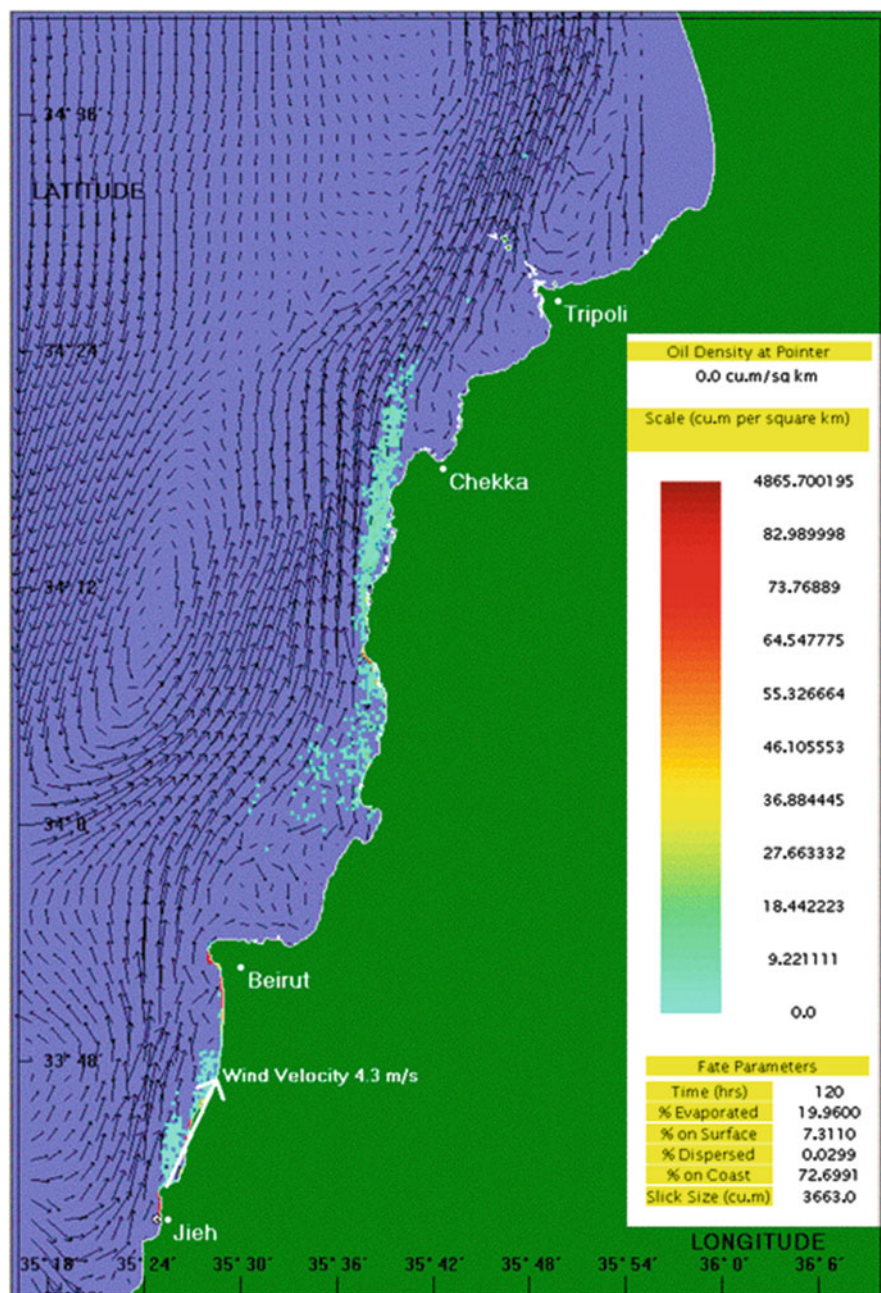 34° 36'
LATITUDE
Tripoli
34° 24'
Oil Density at Pointer
0.0 cu.m/sq km
Scale (cu.m per square km)
Chekka
4865.700195
82.989998
73.76889
64.547775
55.326664
46.105553
36.884445
27.663332
18.442223
9.221111
0.0
34° 12'
34° 0'
Beirut
33° 48'
Wind Velocity 4.3 m/s
Fate Parameters
Time (hrs) 120
% Evaporated 19.9600
% on Surface 7.3110
% Dispersed 0.0299
% on Coast 72.6991
Slick Size (cu.m) 3663.0
Jieh
LONGITUDE
35° 18' 35° 24' 35° 30' 35° 36' 35° 42' 35° 48' 35° 54' 36° 0' 36° 6'